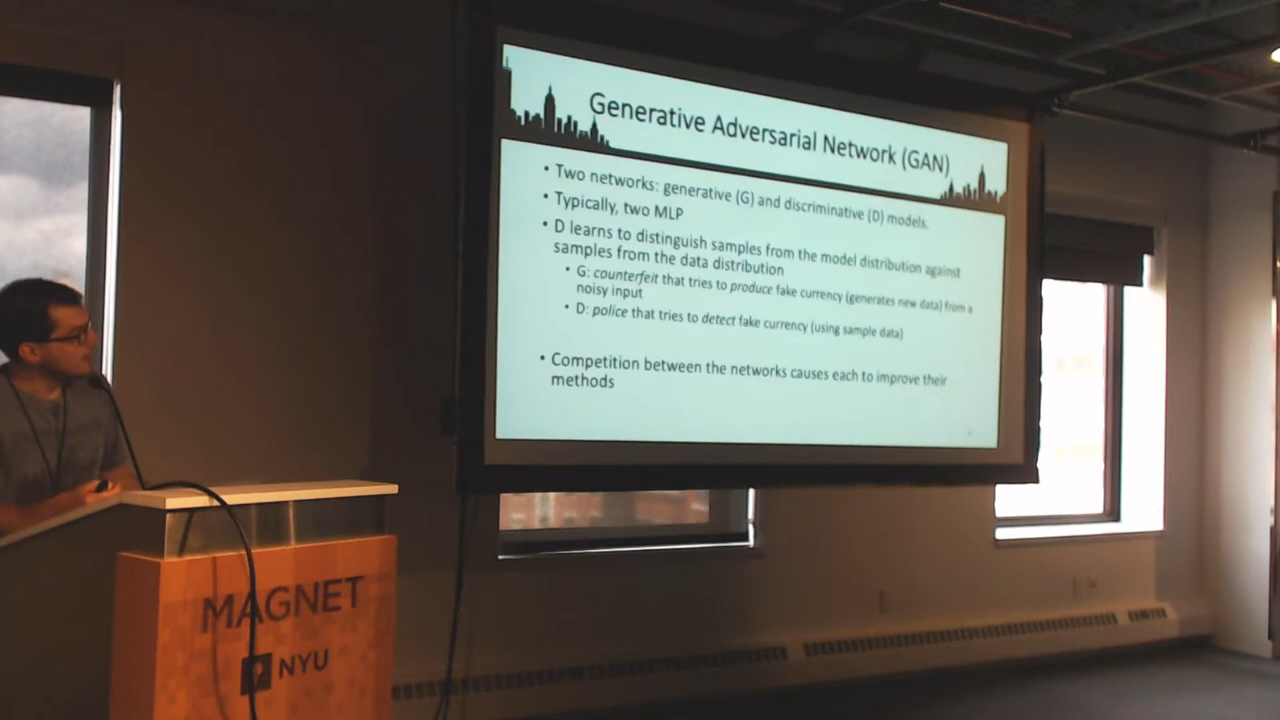 Generative Adversarial Network (GAN)
• Two networks: generative (G) and discriminative (D) models.
• Typically, two MLP
• D learns to distinguish samples from the model distribution against
samples from the data distribution
• G: counterfeit that tries to produce fake currency (generates new data) from a
noisy input
• D: police that tries to detect fake currency (using sample data)
• Competition between the networks causes each to improve their
methods
MAGNET
NYU